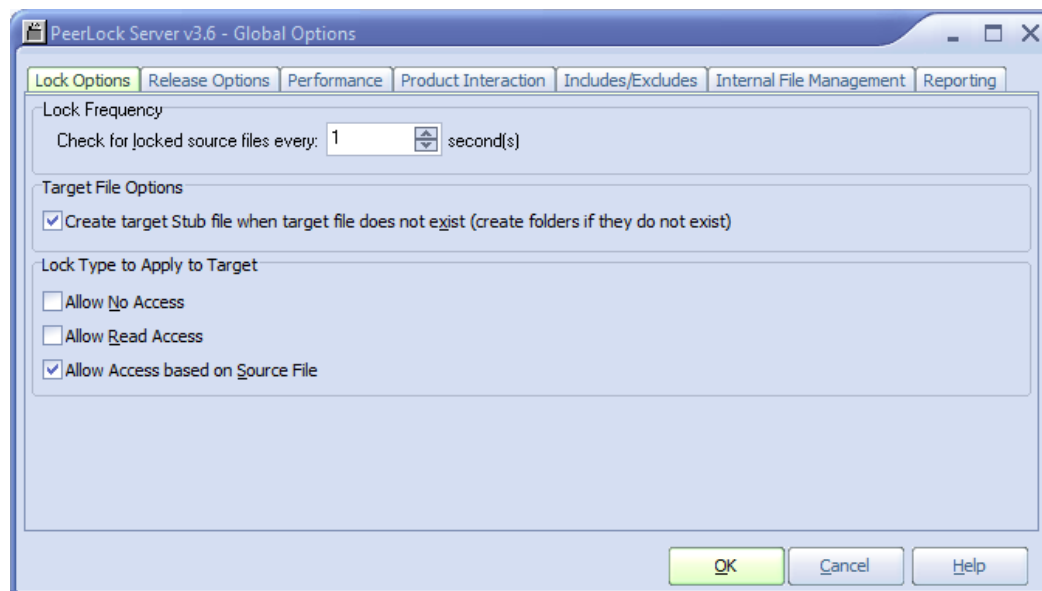 PeerLock Server v3.6 - Global Options
Lock Options Release Options Performance Product Interaction Includes/Excludes Internal File Management Reporting
Lock Frequency
Check for locked source files every: 1 second(s)
Target File Options
Create target Stub file when target file does not exist (create folders if they do not exist)
Lock Type to Apply to Target
Allow No Access
Allow Read Access
Allow Access based on Source File
OK Cancel Help